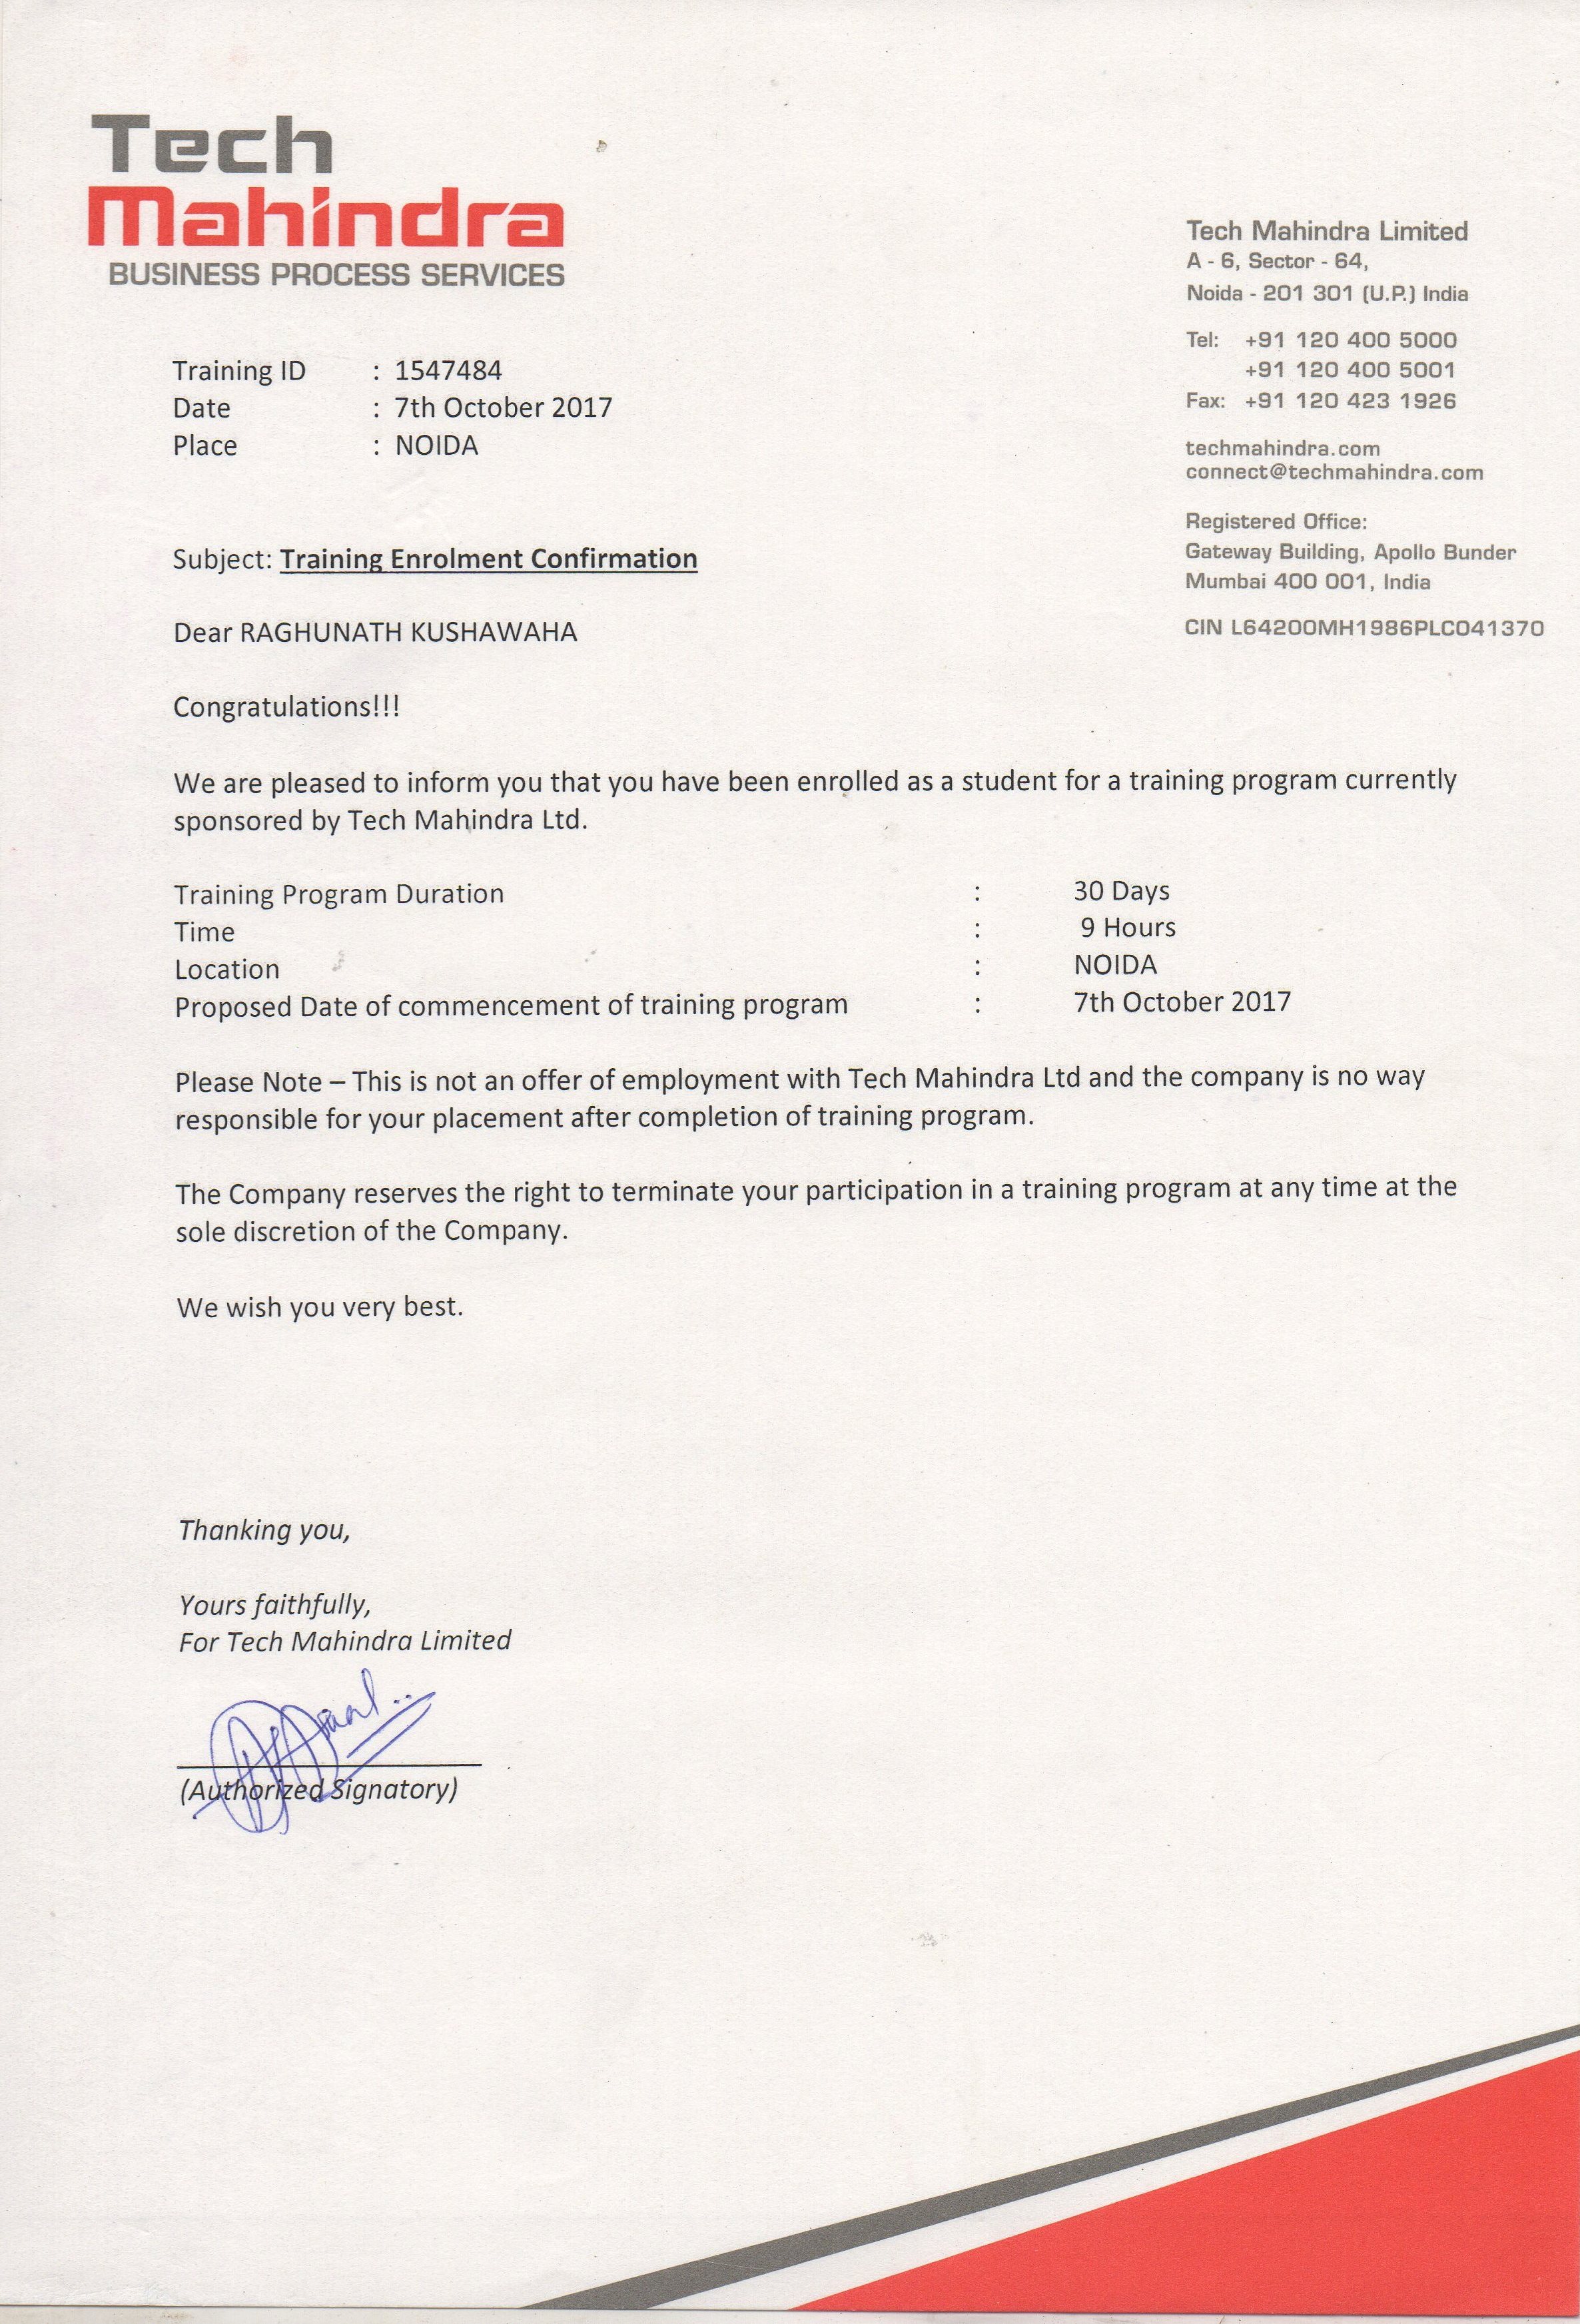 Tech
Mahindra
BUSINESS PROCESS SERVICES
Tech Mahindra Limited
A - 6, Sector - 64,
Noida - 201 301 (U.P.) India
Tel: +91 120 400 5000
+91 120 400 5001
Fax: +91 120 423 1926
techmahindra.com
connect@techmahindra.com
Registered Office:
Gateway Building, Apollo Bunder
Mumbai 400 001, India
CIN L64200MH1986PLC041370
Training ID : 1547484
Date : 7th October 2017
Place : NOIDA
Subject: Training Enrolment Confirmation
Dear RAGHUNATH KUSHAWAHA
Congratulations!!!
We are pleased to inform you that you have been enrolled as a student for a training program currently
sponsored by Tech Mahindra Ltd.
Training Program Duration : 30 Days
Time : 9 Hours
Location : NOIDA
Proposed Date of commencement of training program : 7th October 2017
Please Note – This is not an offer of employment with Tech Mahindra Ltd and the company is no way
responsible for your placement after completion of training program.
The Company reserves the right to terminate your participation in a training program at any time at the
sole discretion of the Company.
We wish you very best.
Thanking you,
Yours faithfully,
For Tech Mahindra Limited
(Authorized Signatory)